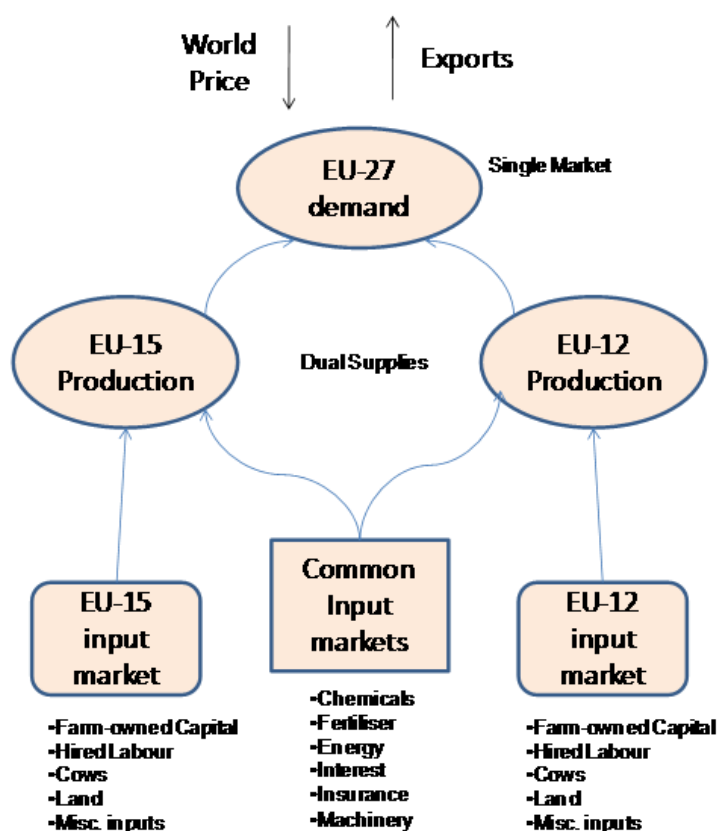 World
Price
Exports
EU-27
demand
Single Market
EU-15
Production
Dual Supplies
EU-12
Production
EU-15
input
market
Common
Input
markets
EU-12
input
market
-Farm-owned Capital
-Hired Labour
-Cows
-Land
-Misc. inputs
-Chemicals
-Fertiliser
-Energy
-Interest
-Insurance
-Machinery
-Farm-owned Capital
-Hired Labour
-Cows
-Land
-Misc. inputs